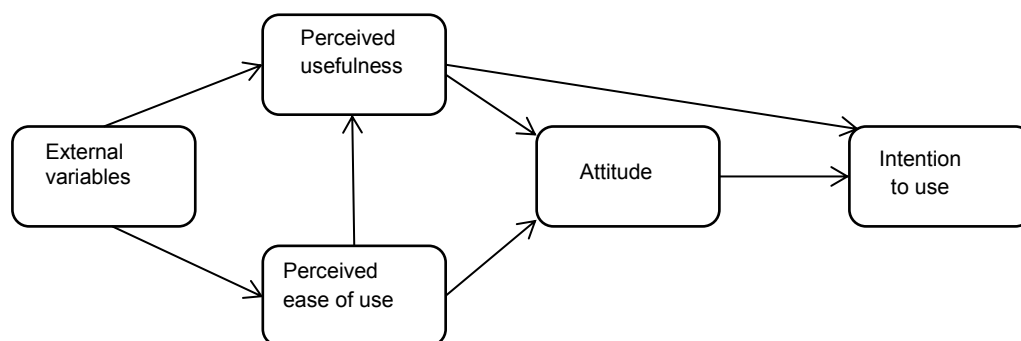 Perceived
usefulness
External
variables
Attitude
Intention
to use
Perceived
ease of use